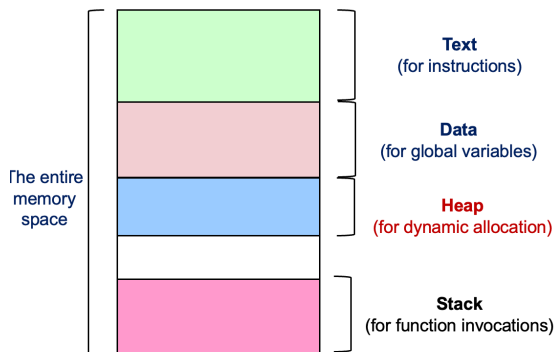 The entire
memory
space
Text
(for instructions)
Data
(for global variables)
Heap
(for dynamic allocation)
Stack
(for function invocations)